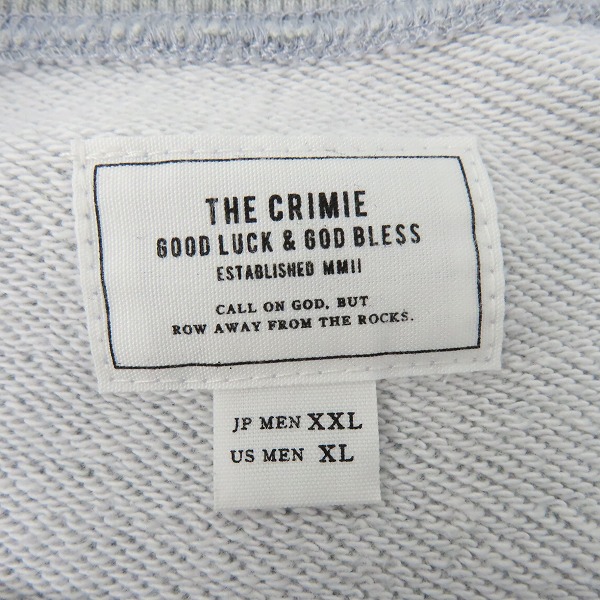 THE CRIMIE
GOOD LUCK & GOD BLESS
ESTABLISHED MMII
CALL ON GOD, BUT
ROW AWAY FROM THE ROCKS.
JP MEN XXL
US MEN XL